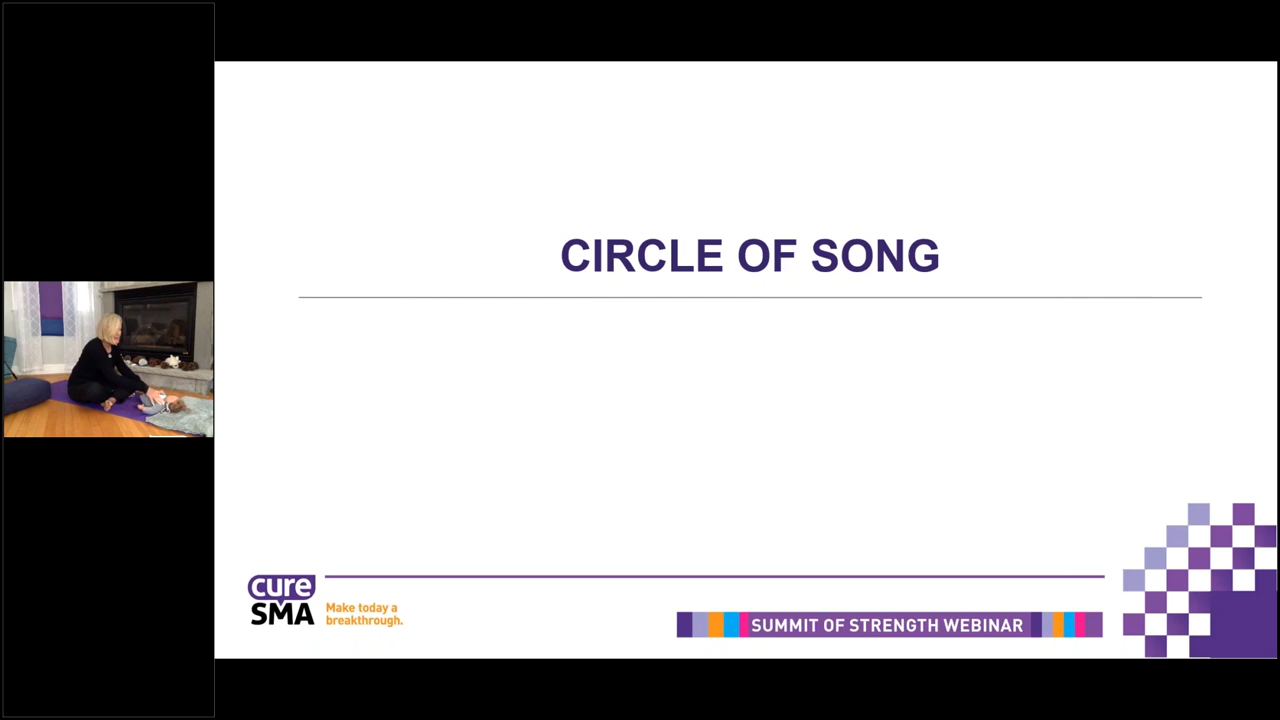 CIRCLE OF SONG
cure
SMA
Make today a
breakthrough.
SUMMIT OF STRENGTH WEBINAR